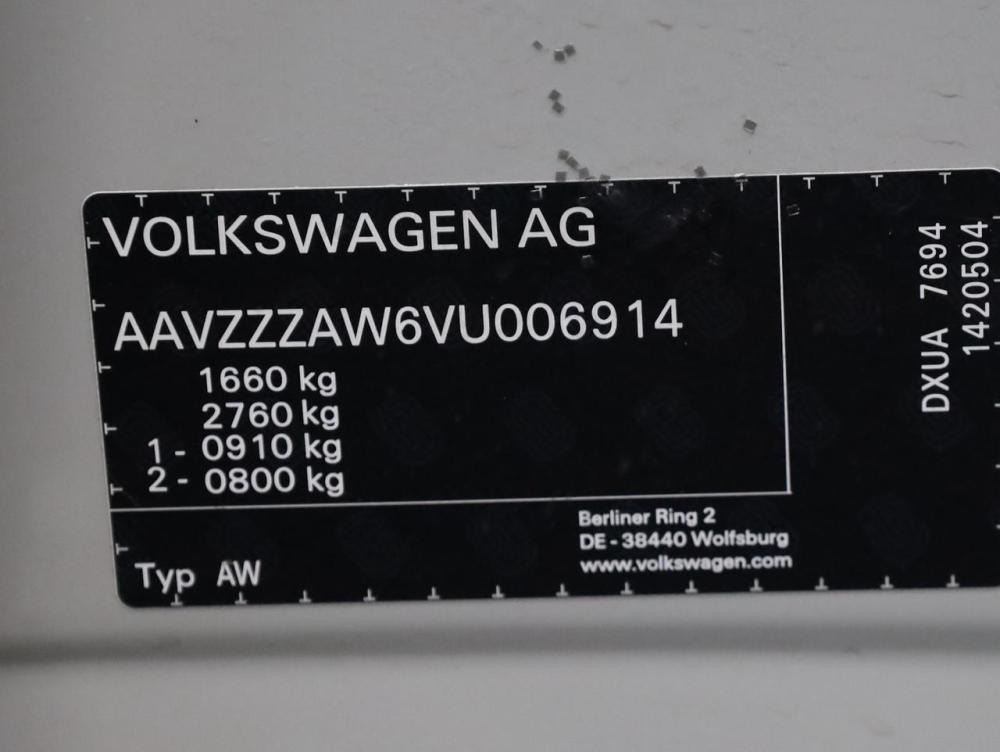 VOLKSWAGEN AG
AAVZZZAW6VU006914
1660 kg
2760 kg
1 - 0910 kg
2 - 0800 kg
Typ AW
Berliner Ring 2
DE - 38440 Wolfsburg
www.volkswagen.com
DXUA 7694
1420504